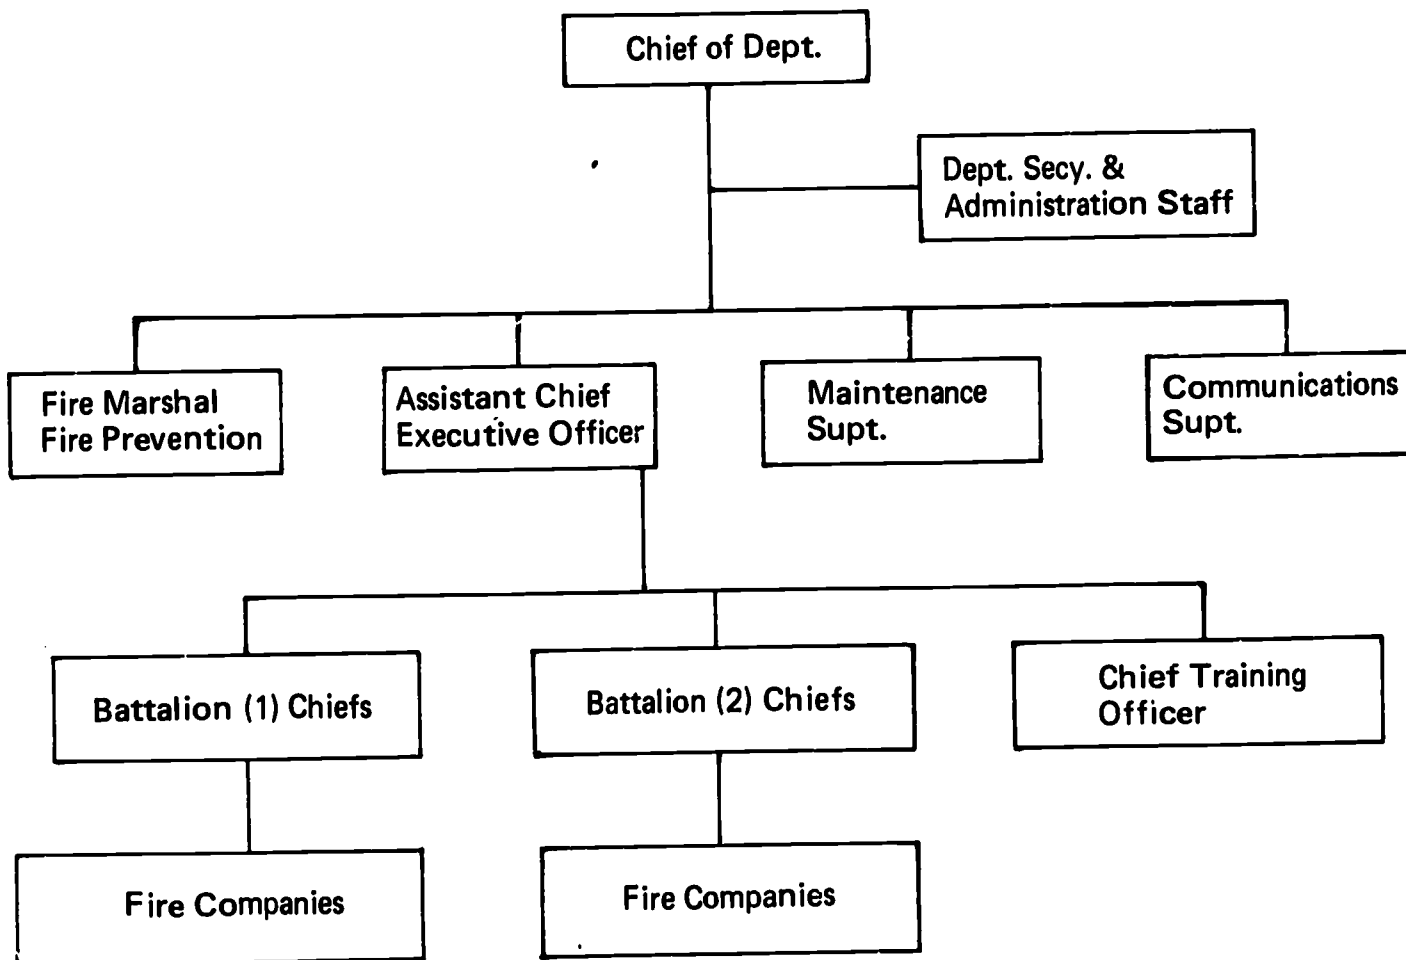 Chief of Dept.
Dept. Secy. &
Administration Staff
Fire Marshal
Fire Prevention
Assistant Chief
Executive Officer
Maintenance
Supt.
Communications
Supt.
Battalion (1) Chiefs
Battalion (2) Chiefs
Chief Training
Officer
Fire Companies
Fire Companies